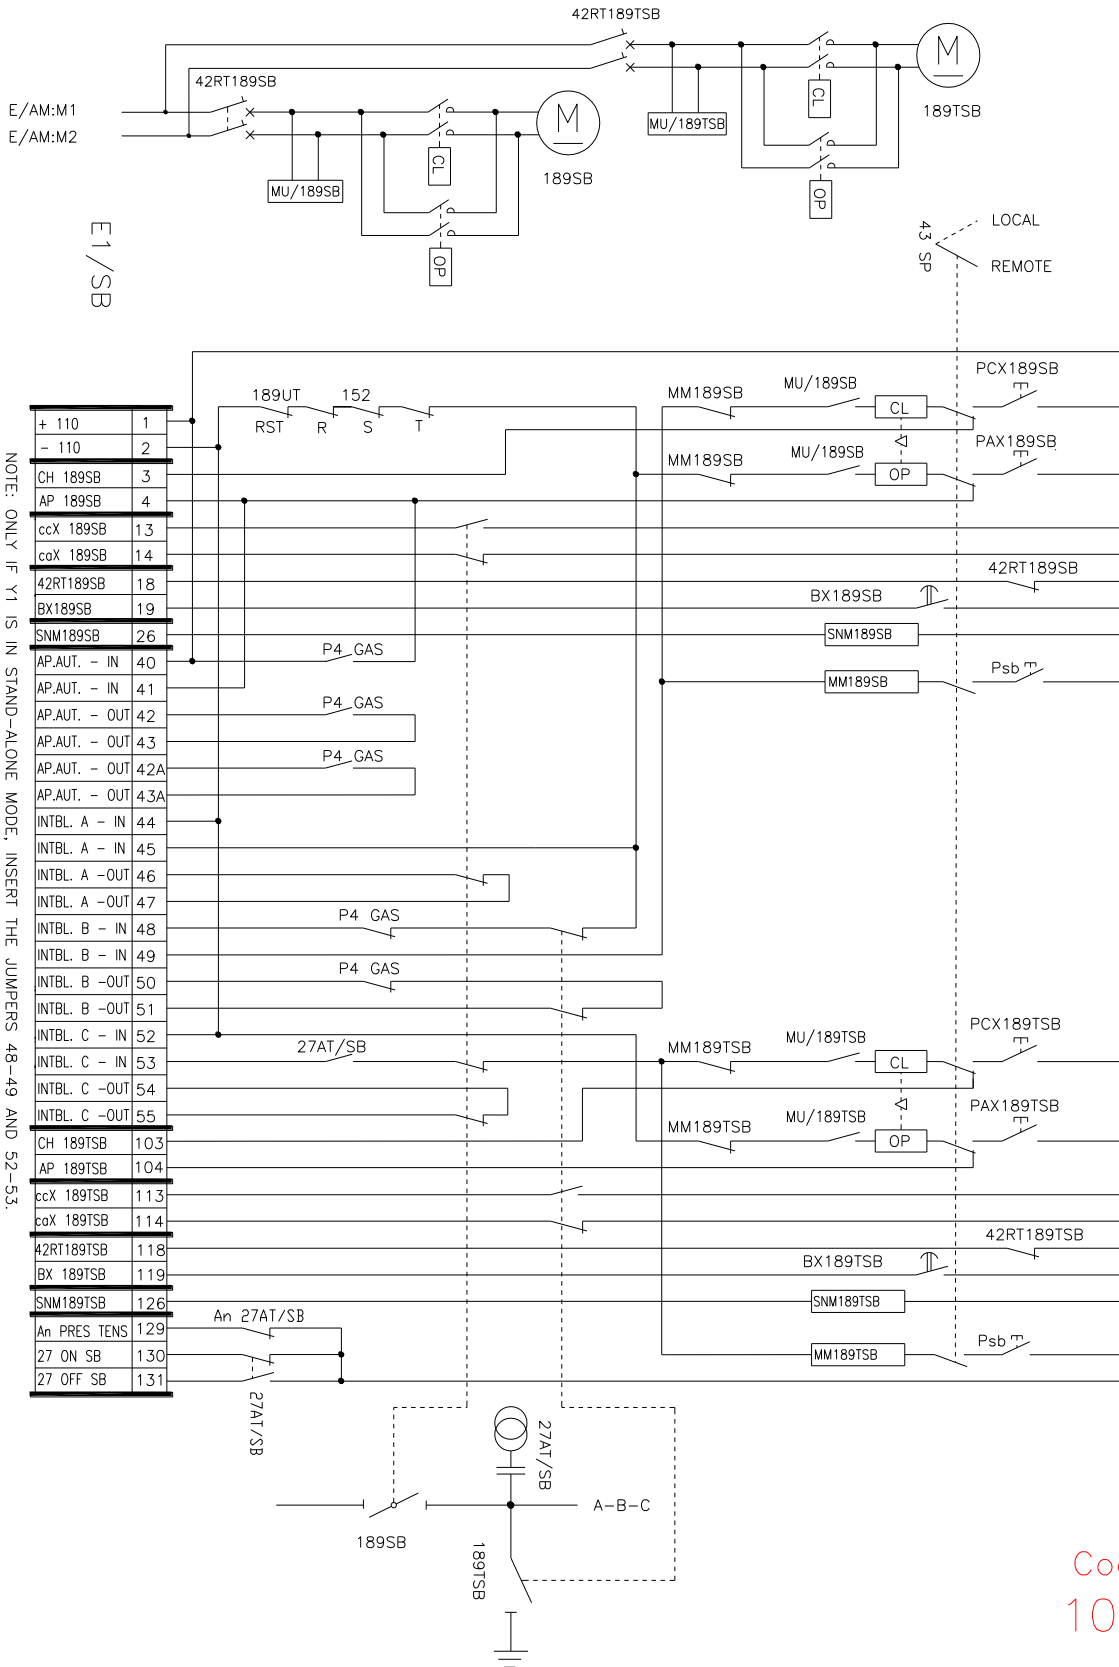 42RT189TSB
M
CL
189TSB
MU/189TSB
OP
42RT189SB
E/AM:M1
E/AM:M2
M
CL
189SB
MU/189SB
OP
E1/SB
43 SP
LOCAL
REMOTE
NOTE: ONLY IF Y1 IS IN STAND-ALONE MODE, INSERT THE JUMPERS 48-49 AND 52-53.
+ 110 1
- 110 2
CH 189SB 3
AP 189SB 4
ccX 189SB 13
caX 189SB 14
42RT189SB 18
BX189SB 19
SNM189SB 26
AP.AUT. - IN 40
AP.AUT. - IN 41
AP.AUT. - OUT 42
AP.AUT. - OUT 43
AP.AUT. - OUT 42A
AP.AUT. - OUT 43A
INTBL. A - IN 44
INTBL. A - IN 45
INTBL. A -OUT 46
INTBL. A -OUT 47
INTBL. B - IN 48
INTBL. B - IN 49
INTBL. B -OUT 50
INTBL. B -OUT 51
INTBL. C - IN 52
INTBL. C - IN 53
INTBL. C -OUT 54
INTBL. C -OUT 55
CH 189TSB 103
AP 189TSB 104
ccX 189TSB 113
caX 189TSB 114
42RT189TSB 118
BX 189TSB 119
SNM189TSB 126
An PRES TENS 129
27 ON SB 130
27 OFF SB 131
189UT 152
RST R S T
MM189SB MU/189SB CL PCX189SB
MM189SB MU/189SB OP PAX189SB
42RT189SB
BX189SB
SNM189SB
P4 GAS
MM189SB Psb
P4 GAS
P4 GAS
P4 GAS
P4 GAS
27AT/SB
MM189TSB MU/189TSB CL PCX189TSB
MM189TSB MU/189TSB OP PAX189TSB
42RT189TSB
BX189TSB
SNM189TSB
An 27AT/SB
MM189TSB Psb
27AT/SB
27AT/SB
A-B-C
189SB
189TSB
10